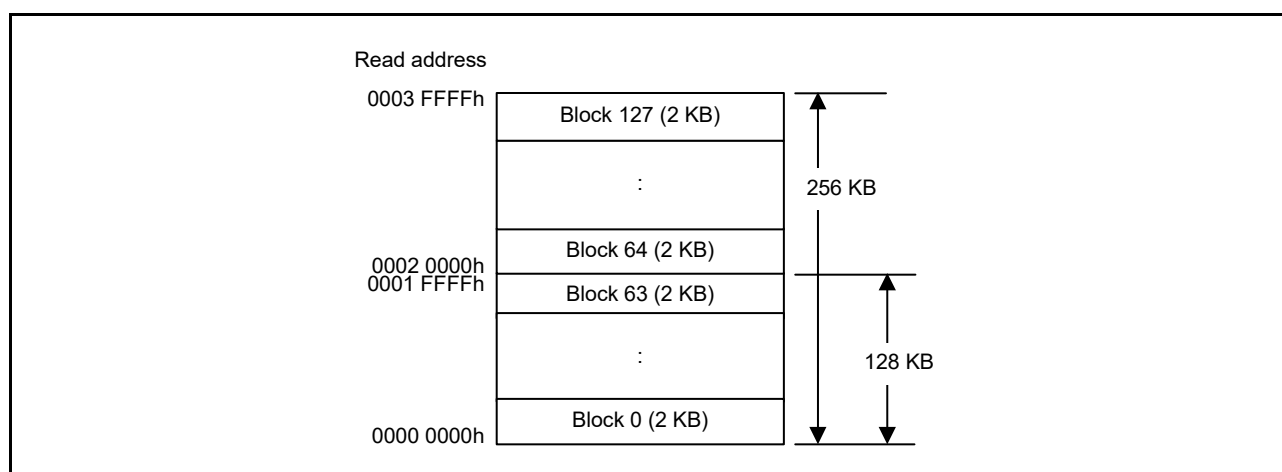 Read address
0003 FFFFh
Block 127 (2 KB)
:
256 KB
Block 64 (2 KB)
0002 0000h
0001 FFFFh
Block 63 (2 KB)
:
128 KB
Block 0 (2 KB)
0000 0000h